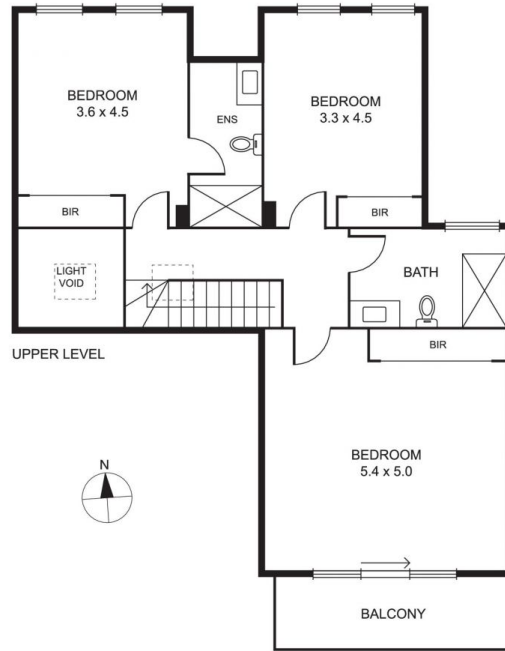 BEDROOM
3.6 x 4.5
ENS
BEDROOM
3.3 x 4.5
BIR
BIR
LIGHT
VOID
BATH
UPPER LEVEL
BIR
BEDROOM
5.4 x 5.0
N
BALCONY